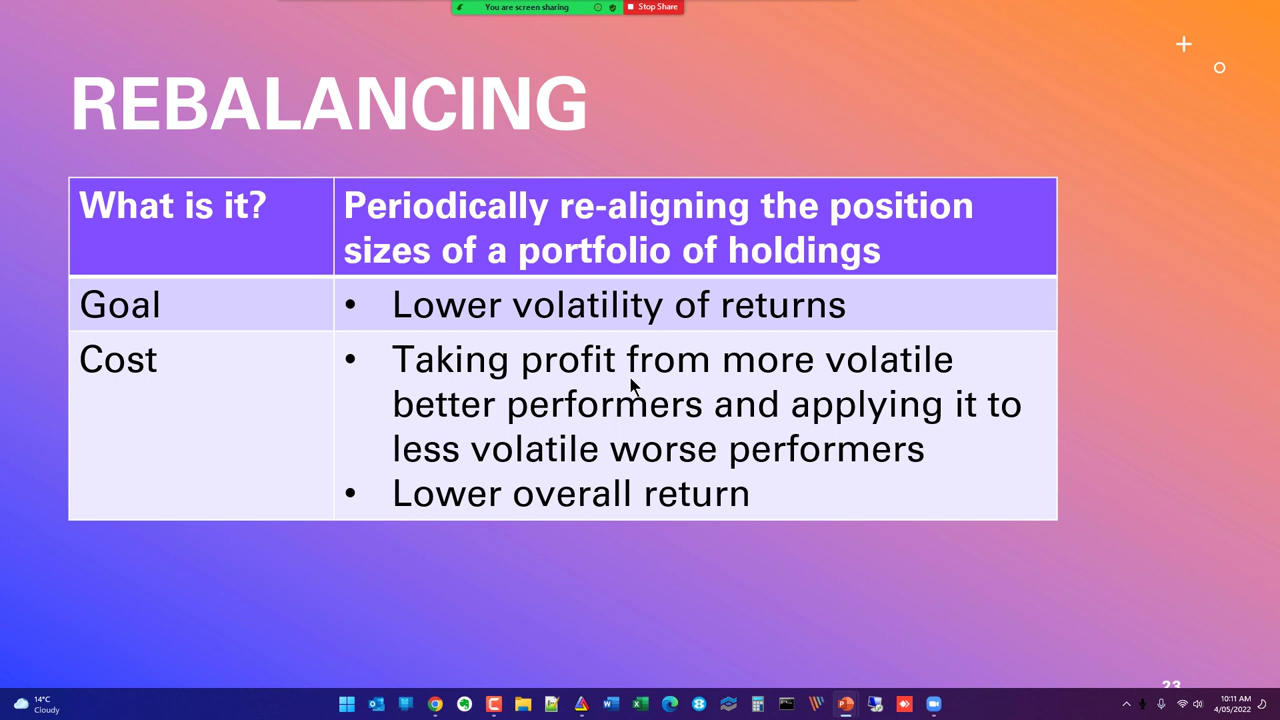 You are screen sharing
Stop Share
REBALANCING
What is it?
Periodically re-aligning the position
sizes of a portfolio of holdings
Goal
• Lower volatility of returns
Cost
• Taking profit from more volatile
better performers and applying it to
less volatile worse performers
• Lower overall return
23
14°C
Cloudy
10:11 AM
4/05/2022